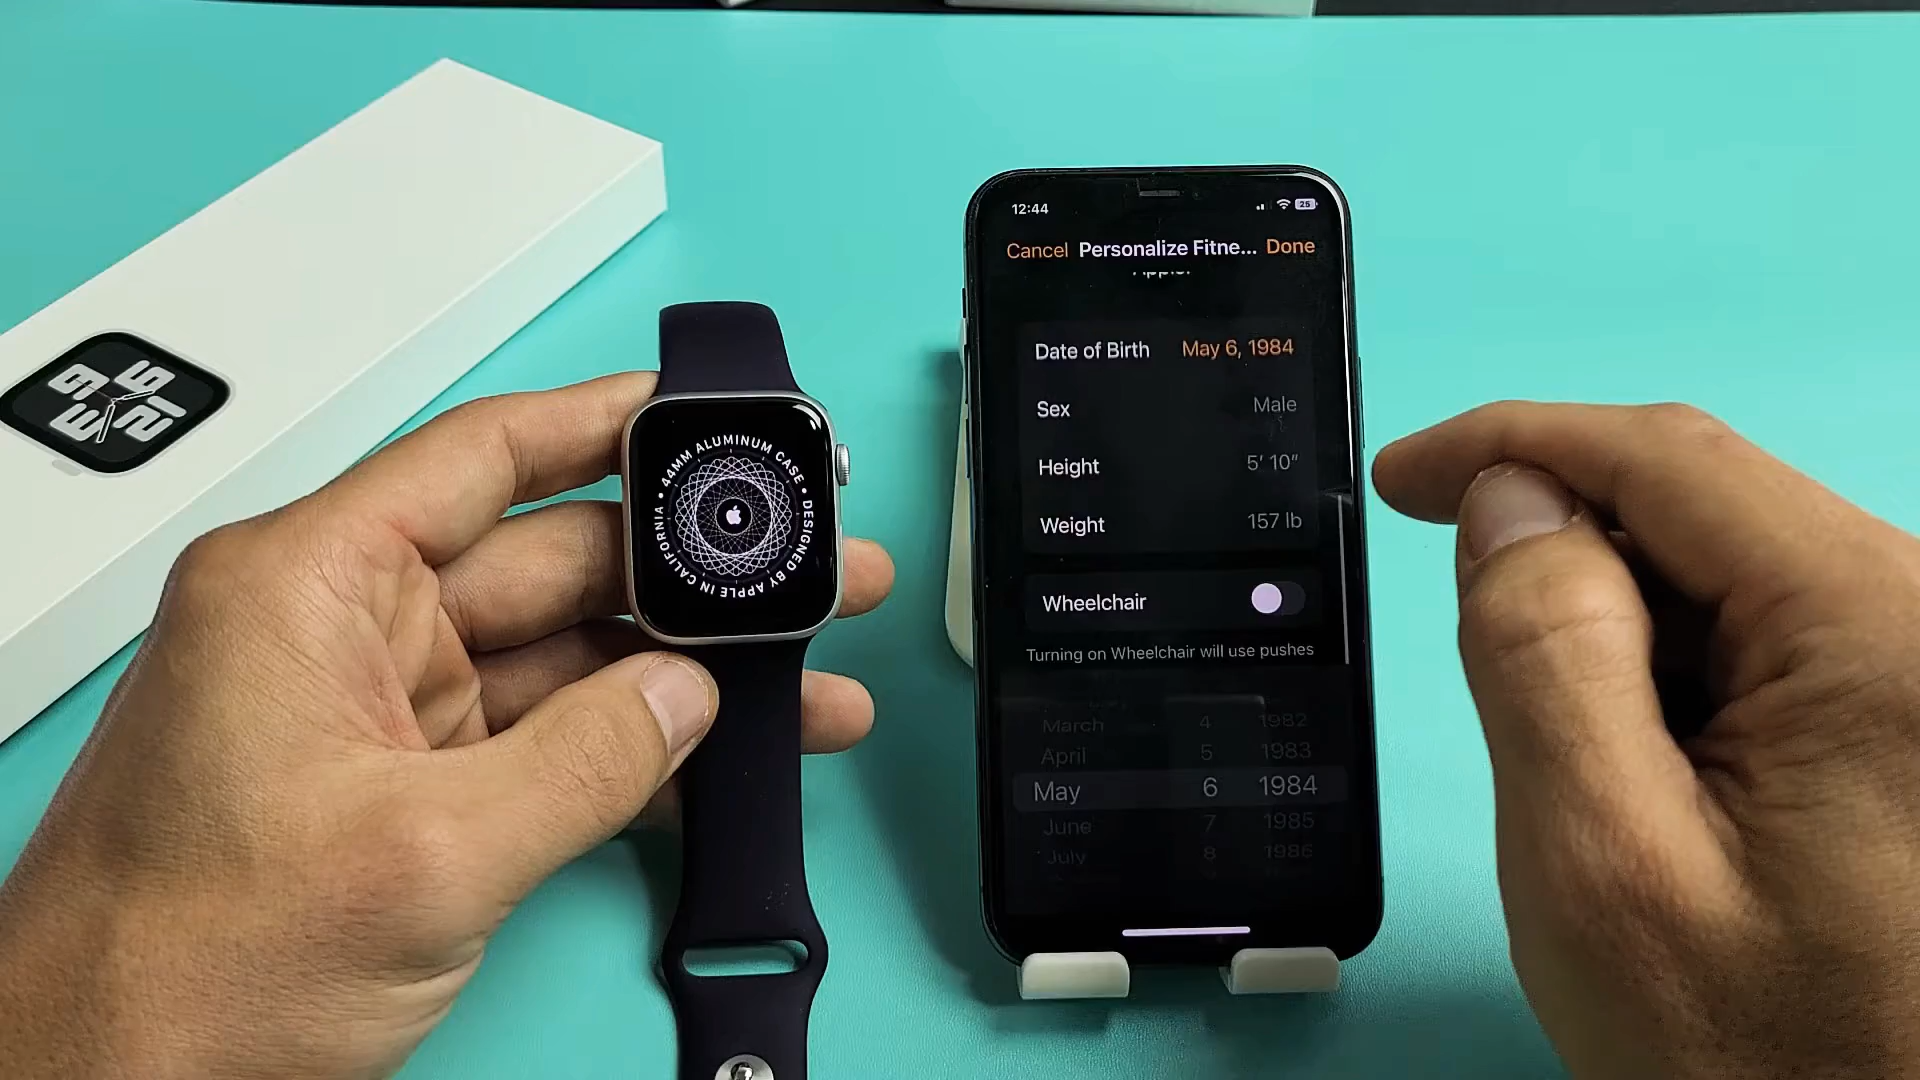 44MM ALUMINUM CASE • DESIGNED BY APPLE IN CALIFORNIA •
12:44
25
Cancel Personalize Fitne... Done
Date of Birth May 6, 1984
Sex Male
Height 5' 10"
Weight 157 lb
Wheelchair
Turning on Wheelchair will use pushes
March 4 1982
April 5 1983
May 6 1984
June 7 1985
July 8 1986